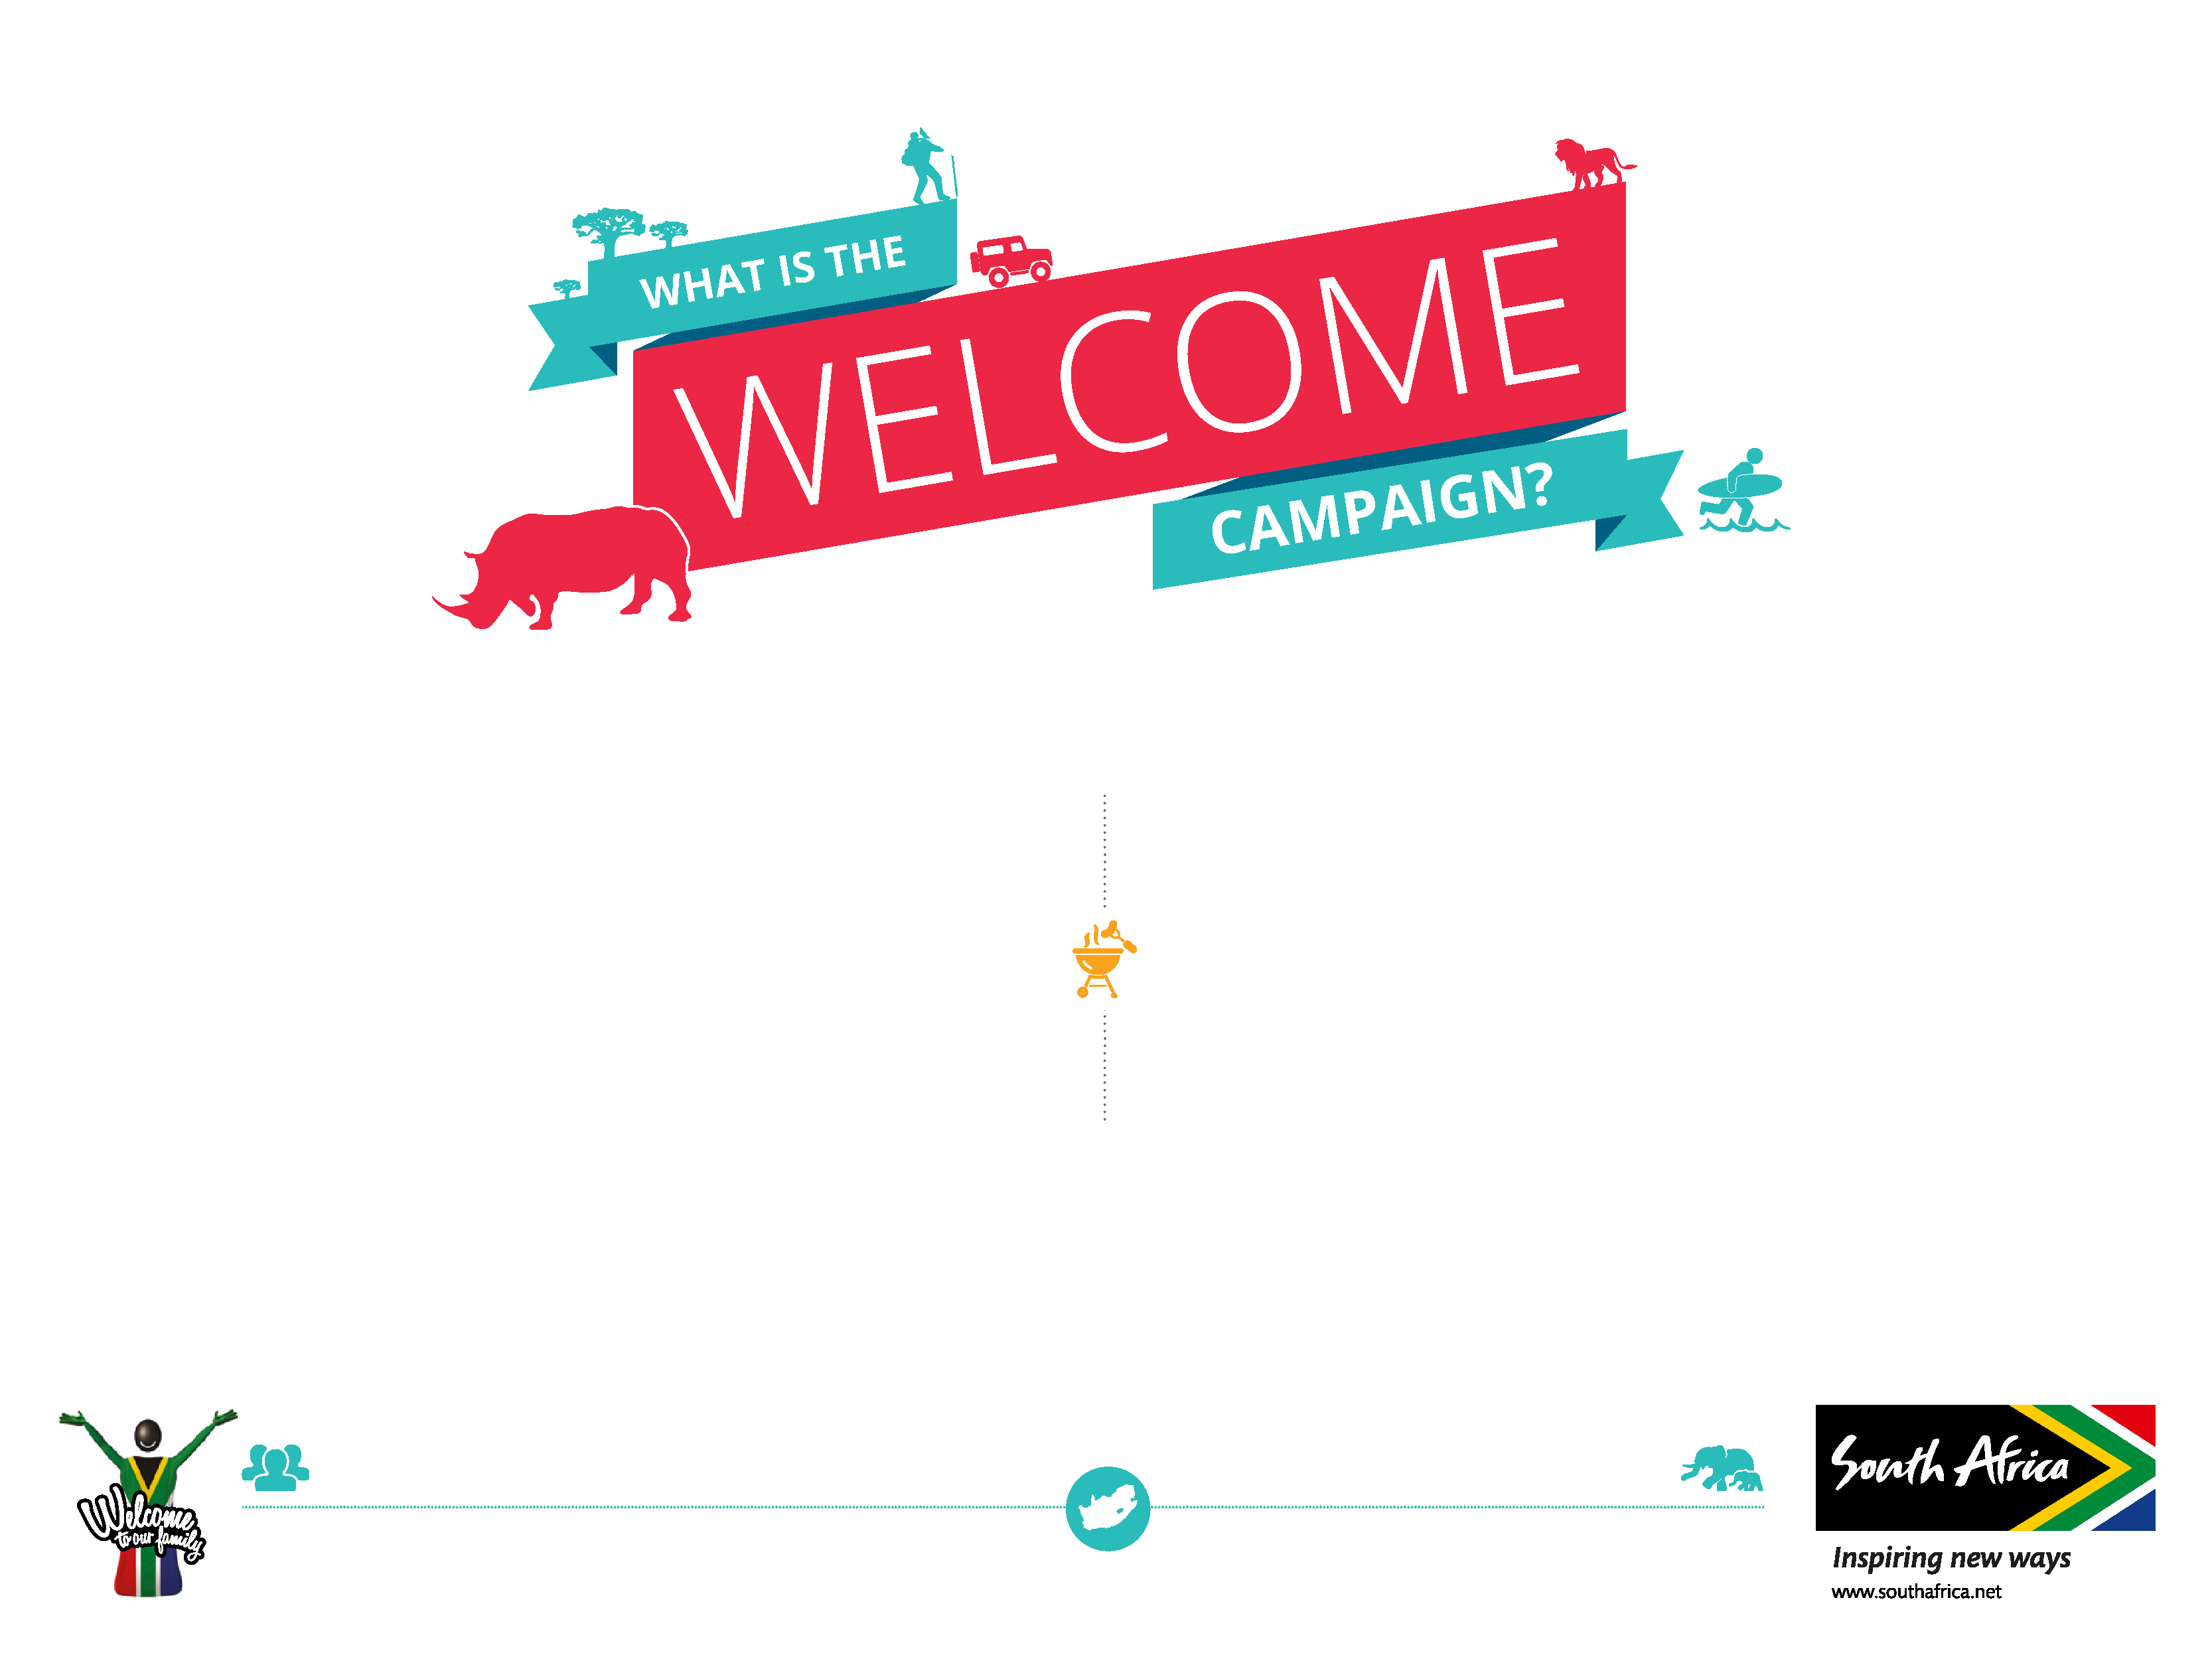 WHAT IS THE
WELCOME
CAMPAIGN?
Welcome
to our family
South Africa
Inspiring new ways
www.southafrica.net